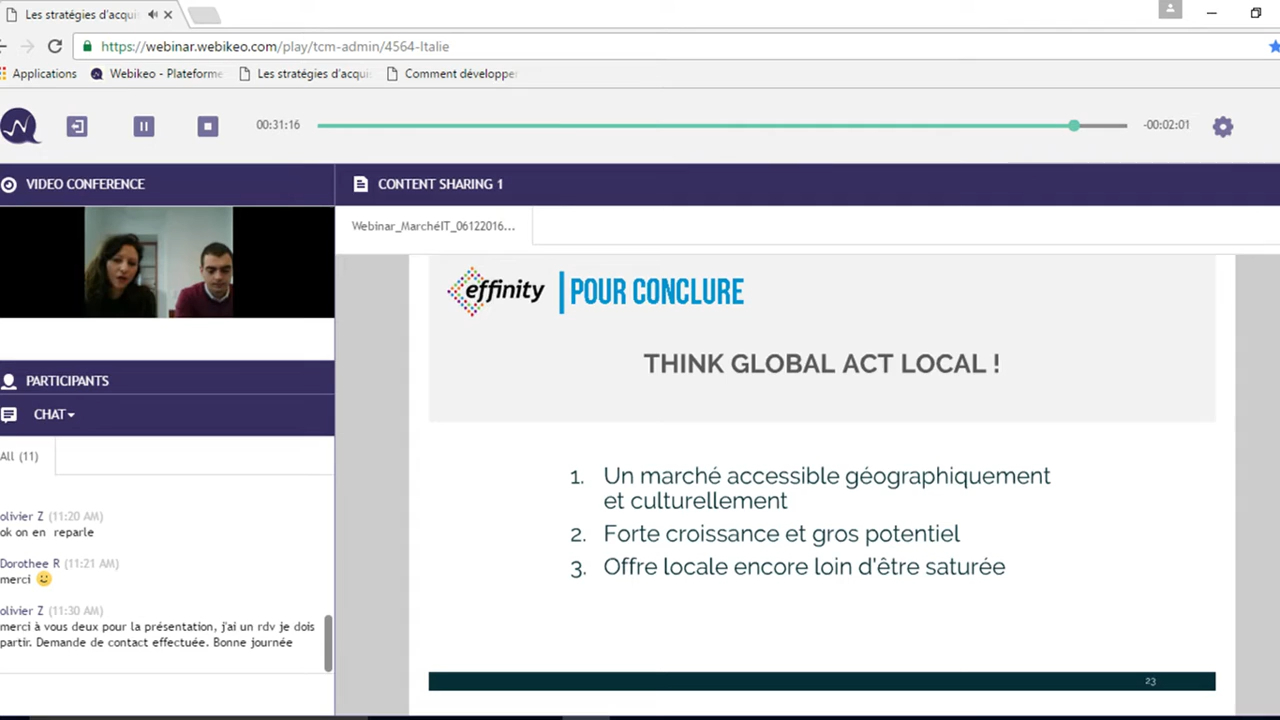 Les stratégies d'acqui
https://webinar.webikeo.com/play/tcm-admin/4564-Italie
Applications
Webikeo - Plateforme
Les stratégies d'acqui
Comment développe
00:31:16
-00:02:01
VIDEO CONFERENCE
CONTENT SHARING 1
Webinar_MarchéIT_06122016...
effinity
POUR CONCLURE
THINK GLOBAL ACT LOCAL !
1. Un marché accessible géographiquement
et culturellement
2. Forte croissance et gros potentiel
3. Offre locale encore loin d'être saturée
23
PARTICIPANTS
CHAT
All (11)
olivier Z (11:20 AM)
ok on en reparle
Dorothee R (11:21 AM)
merci
olivier Z (11:30 AM)
merci à vous deux pour la présentation, j'ai un rdv je dois
partir. Demande de contact effectuée. Bonne journée